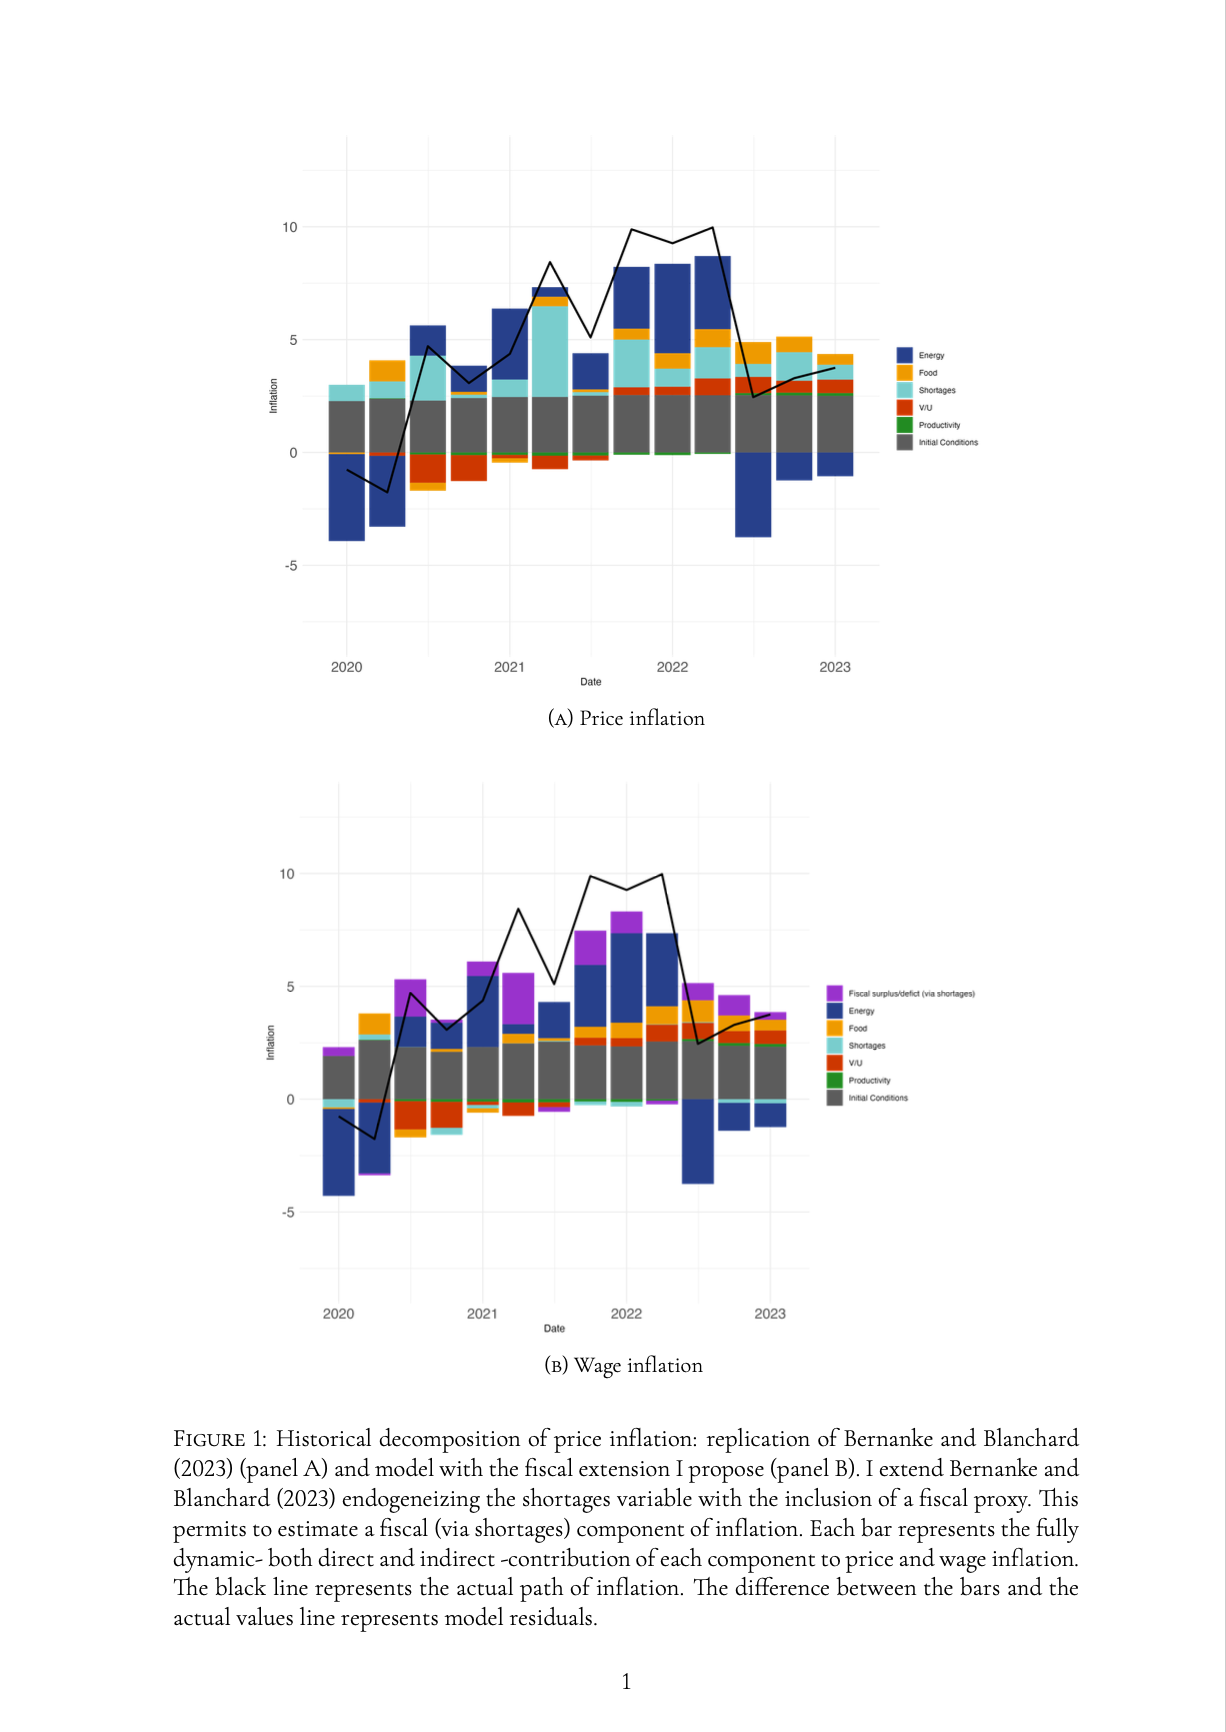 10
5
0
-5
Inflation
2020
2021
2022
2023
Date
Energy
Food
Shortages
V/U
Productivity
Initial Conditions
(A) Price inflation
10
5
0
-5
Inflation
2020
2021
2022
2023
Date
Fiscal surplus/defict (via shortages)
Energy
Food
Shortages
V/U
Productivity
Initial Conditions
(B) Wage inflation
FIGURE 1: Historical decomposition of price inflation: replication of Bernanke and Blanchard
(2023) (panel A) and model with the fiscal extension I propose (panel B). I extend Bernanke and
Blanchard (2023) endogeneizing the shortages variable with the inclusion of a fiscal proxy. This
permits to estimate a fiscal (via shortages) component of inflation. Each bar represents the fully
dynamic- both direct and indirect -contribution of each component to price and wage inflation.
The black line represents the actual path of inflation. The difference between the bars and the
actual values line represents model residuals.
1